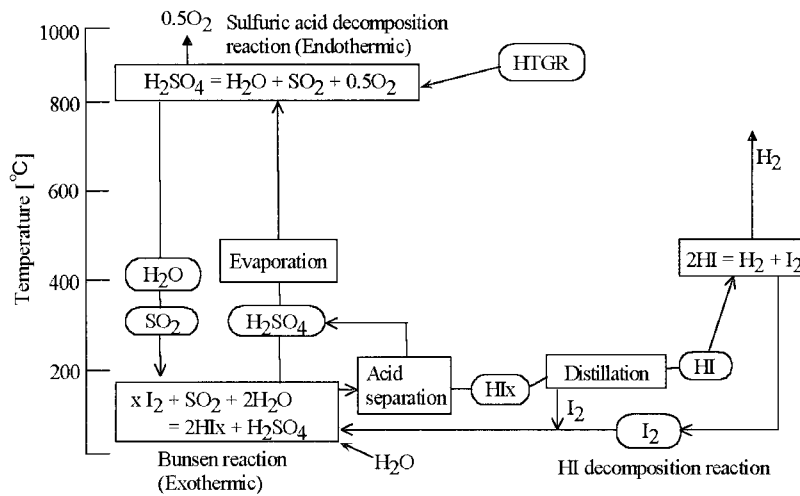 0.5O₂
Sulfuric acid decomposition
reaction (Endothermic)
1000
HTGR
H₂SO₄ = H₂O + SO₂ + 0.5O₂
800
H₂
Temperature [°C]
600
Evaporation
2HI = H₂ + I₂
H₂O
400
SO₂
H₂SO₄
200
Acid
separation
HIx
Distillation
HI
x I₂ + SO₂ + 2H₂O
= 2HIx + H₂SO₄
I₂
I₂
H₂O
Bunsen reaction
(Exothermic)
HI decomposition reaction